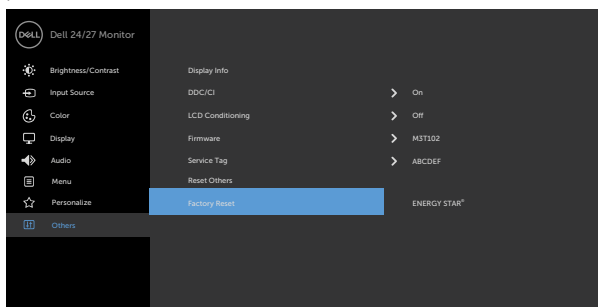 DELL Dell 24/27 Monitor
Brightness/Contrast Display Info
Input Source DDC/CI On
Color LCD Conditioning Off
Display Firmware M3T102
Audio Service Tag ABCDEF
Menu Reset Others
Personalize Factory Reset ENERGY STAR®
Others